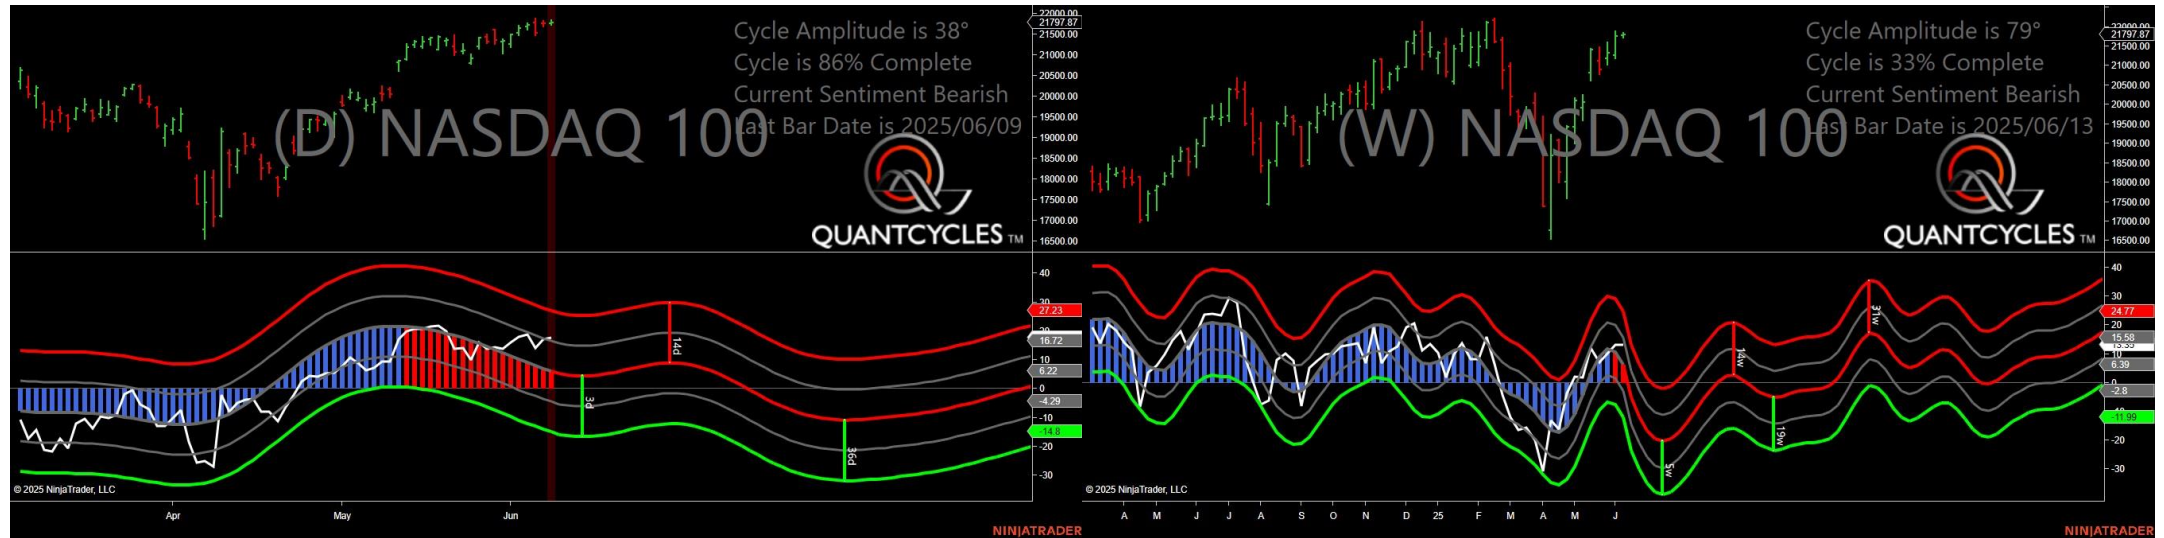 Cycle Amplitude is 38°
Cycle is 86% Complete
Current Sentiment Bearish
Last Bar Date is 2025/06/09
(D) NASDAQ 100
QUANTCYCLES TM
22000.00
21797.87
21500.00
21000.00
20500.00
20000.00
19500.00
19000.00
18500.00
18000.00
17500.00
17000.00
16500.00
40
30
27.23
20
16.72
10
6.22
0
-4.29
-10
-14.8
-20
-30
14d
3d
36d
© 2025 NinjaTrader, LLC
Apr May Jun
NINJATRADER
Cycle Amplitude is 79°
Cycle is 33% Complete
Current Sentiment Bearish
Last Bar Date is 2025/06/13
(W) NASDAQ 100
QUANTCYCLES TM
22000.00
21797.87
21500.00
21000.00
20500.00
20000.00
19500.00
19000.00
18500.00
18000.00
17500.00
17000.00
16500.00
40
30
24.77
20
15.58
10
6.39
0
-2.8
-11.99
-20
-30
31w
14w
19w
5w
© 2025 NinjaTrader, LLC
A M J J A S O N D 25 F M A M J
NINJATRADER